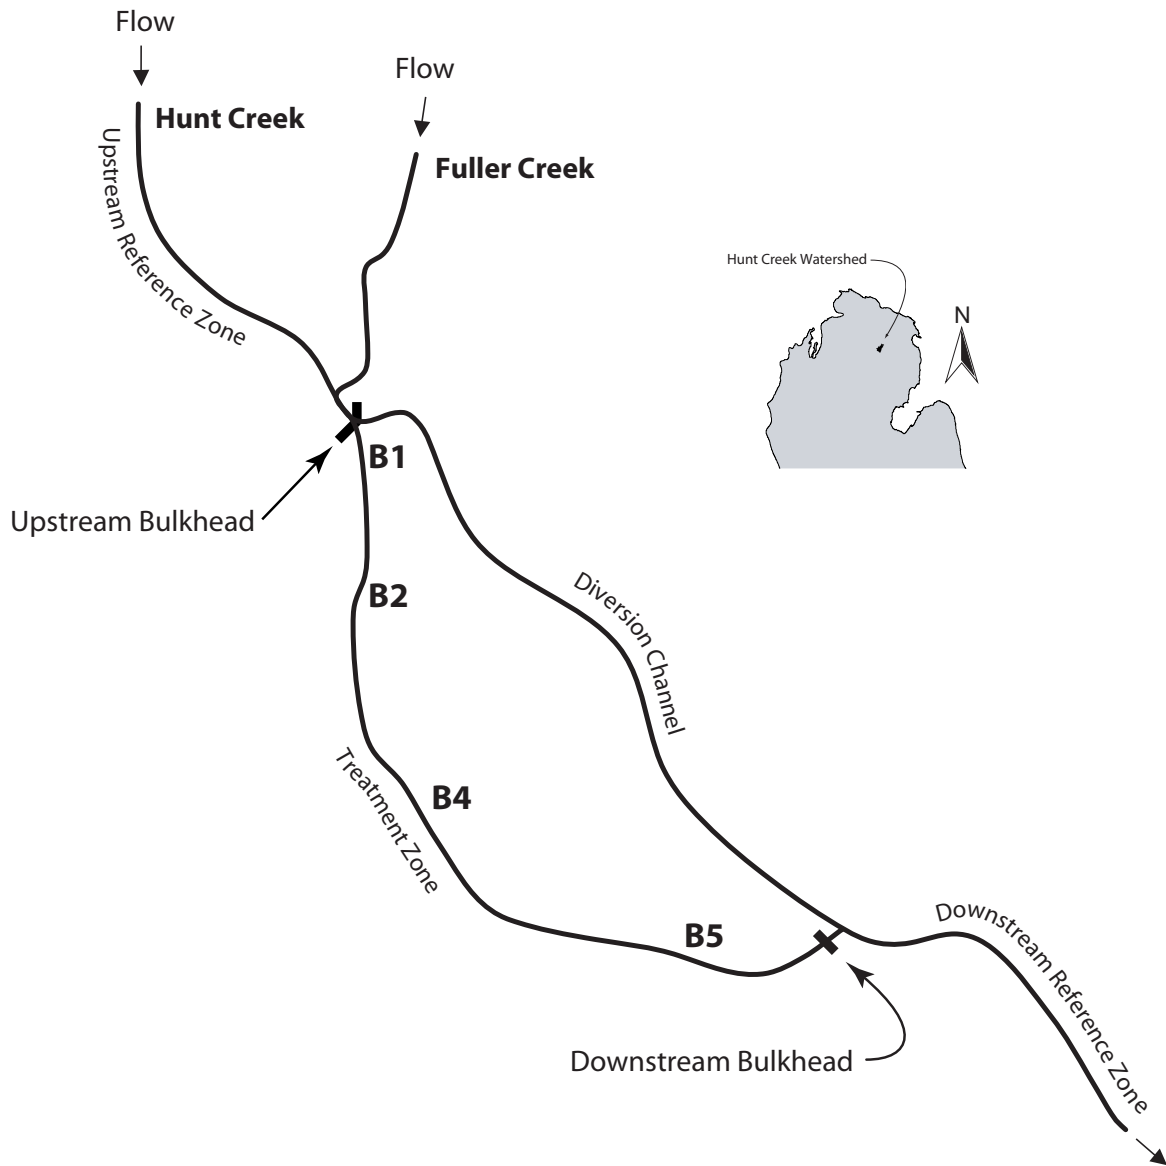 Flow
Flow
Hunt Creek
Fuller Creek
Upstream Reference Zone
Hunt Creek Watershed
N
B1
Upstream Bulkhead
B2
Diversion Channel
Treatment Zone
B4
B5
Downstream Reference Zone
Downstream Bulkhead